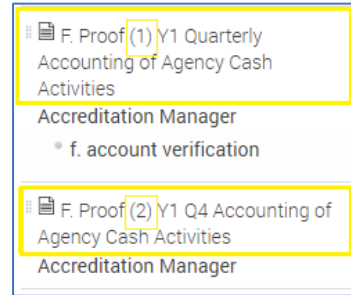 F. Proof (1) Y1 Quarterly
Accounting of Agency Cash
Activities
Accreditation Manager
f. account verification
F. Proof (2) Y1 Q4 Accounting of
Agency Cash Activities
Accreditation Manager